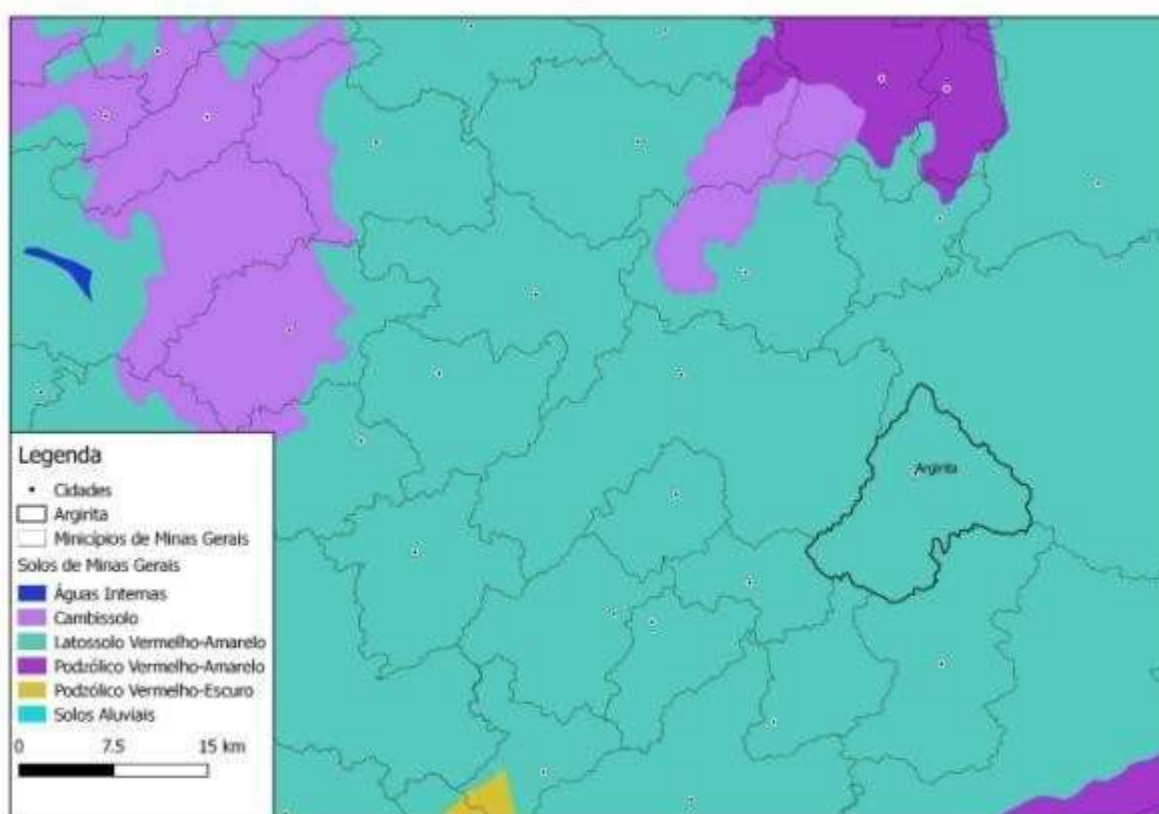 Argirita
Legenda
Cidades
Argirita
Minicípios de Minas Gerais
Solos de Minas Gerais
Águas Internas
Cambissolo
Latossolo Vermelho-Amarelo
Podzólico Vermelho-Amarelo
Podzólico Vermelho-Escuro
Solos Aluviais
0 7.5 15 km